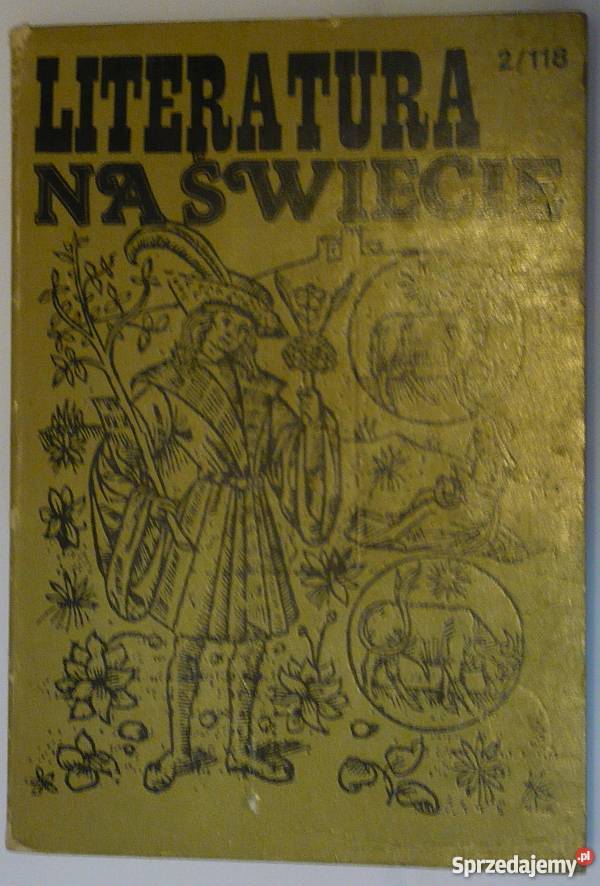 2/118
LITERATURA
NA ŚWIECIE
Sprzedajemy.pl